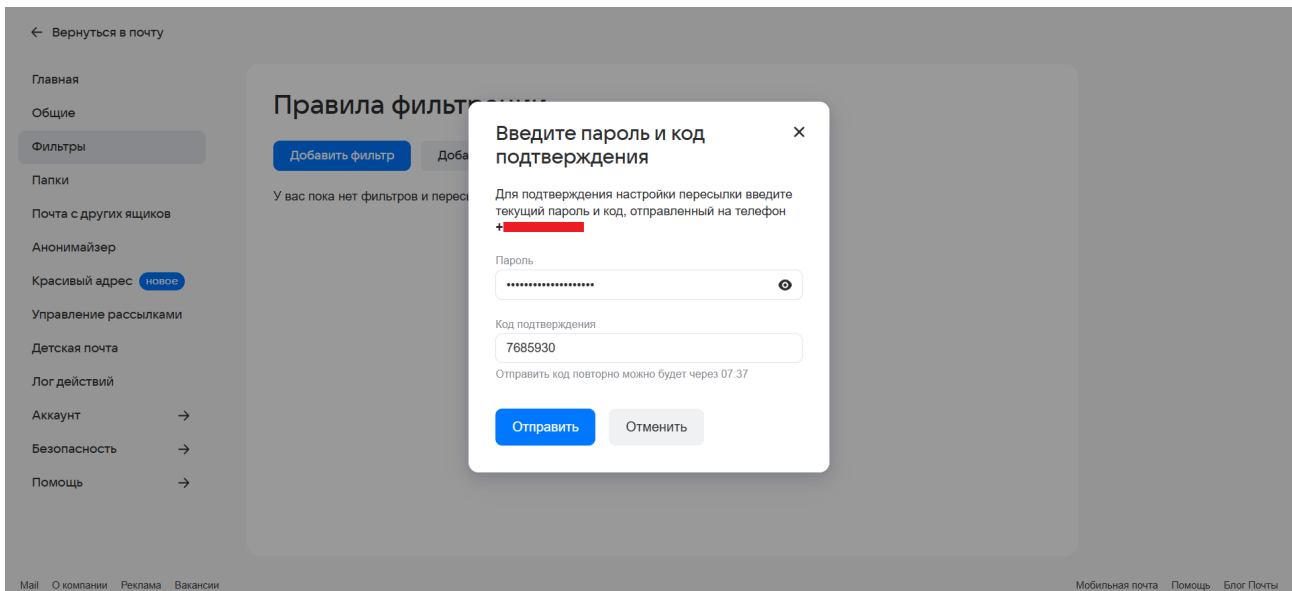 ← Вернуться в почту
Главная
Общие
Фильтры
Папки
Почта с других ящиков
Анонимайзер
Красивый адрес новое
Управление рассылками
Детская почта
Лог действий
Аккаунт →
Безопасность →
Помощь →
Правила
Добавить фильтр
У вас пока нет фильтров и
Введите пароль и код
подтверждения
Для подтверждения настройки пересылки введите
текущий пароль и код, отправленный на телефон
+
Пароль
•••••••••••••••••••
Код подтверждения
7685930
Отправить код повторно можно будет через 07:37
Отправить Отменить
Mail О компании Реклама Вакансии
Мобильная почта Помощь Блог Почты